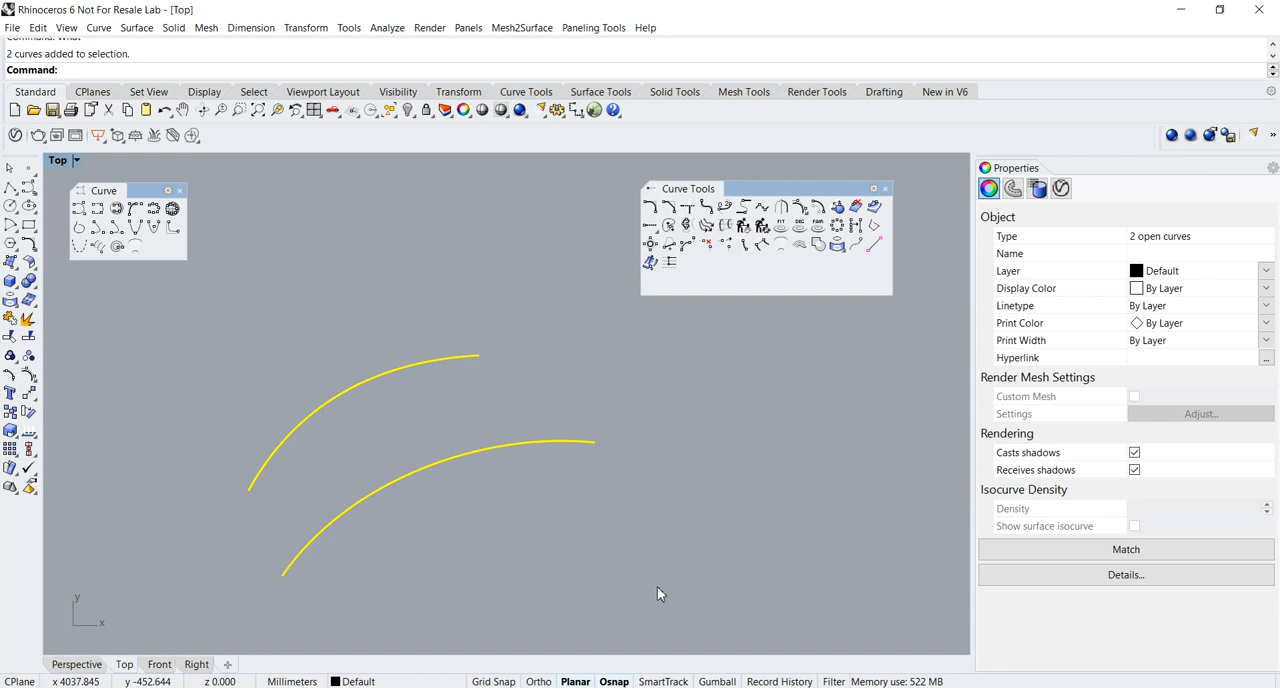 Rhinoceros 6 Not For Resale Lab - [Top]
File Edit View Curve Surface Solid Mesh Dimension Transform Tools Analyze Render Panels Mesh2Surface Paneling Tools Help
2 curves added to selection.
Command:
Standard CPlanes Set View Display Select Viewport Layout Visibility Transform Curve Tools Surface Tools Solid Tools Mesh Tools Render Tools Drafting New in V6
Top
Curve
Curve Tools
Properties
Object
Type 2 open curves
Name
Layer Default
Display Color By Layer
Linetype By Layer
Print Color By Layer
Print Width By Layer
Hyperlink ...
Render Mesh Settings
Custom Mesh
Settings Adjust...
Rendering
Casts shadows
Receives shadows
Isocurve Density
Density
Show surface isocurve
Match
Details...
y
x
Perspective Top Front Right
CPlane x 4037.845 y -452.644 z 0.000 Millimeters Default Grid Snap Ortho Planar Osnap SmartTrack Gumball Record History Filter Memory use: 522 MB